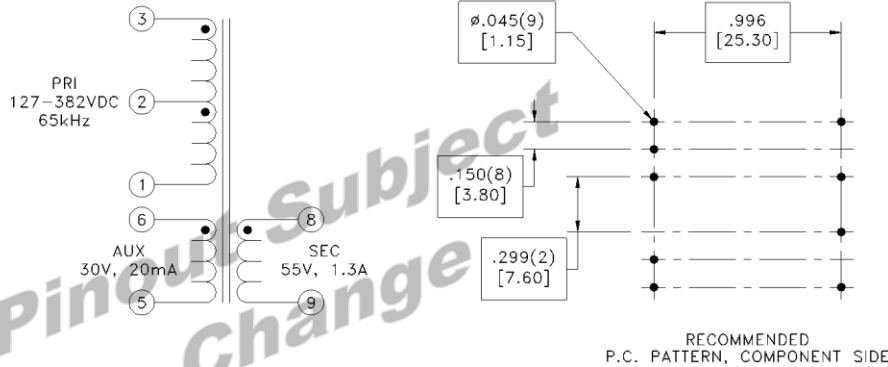 3
PRI
127-382VDC
65kHz
2
1
6
AUX
30V, 20mA
5
8
SEC
55V, 1.3A
9
Pinout Subject
Change
ø.045(9)
[1.15]
.996
[25.30]
.150(8)
[3.80]
.299(2)
[7.60]
RECOMMENDED
P.C. PATTERN, COMPONENT SIDE